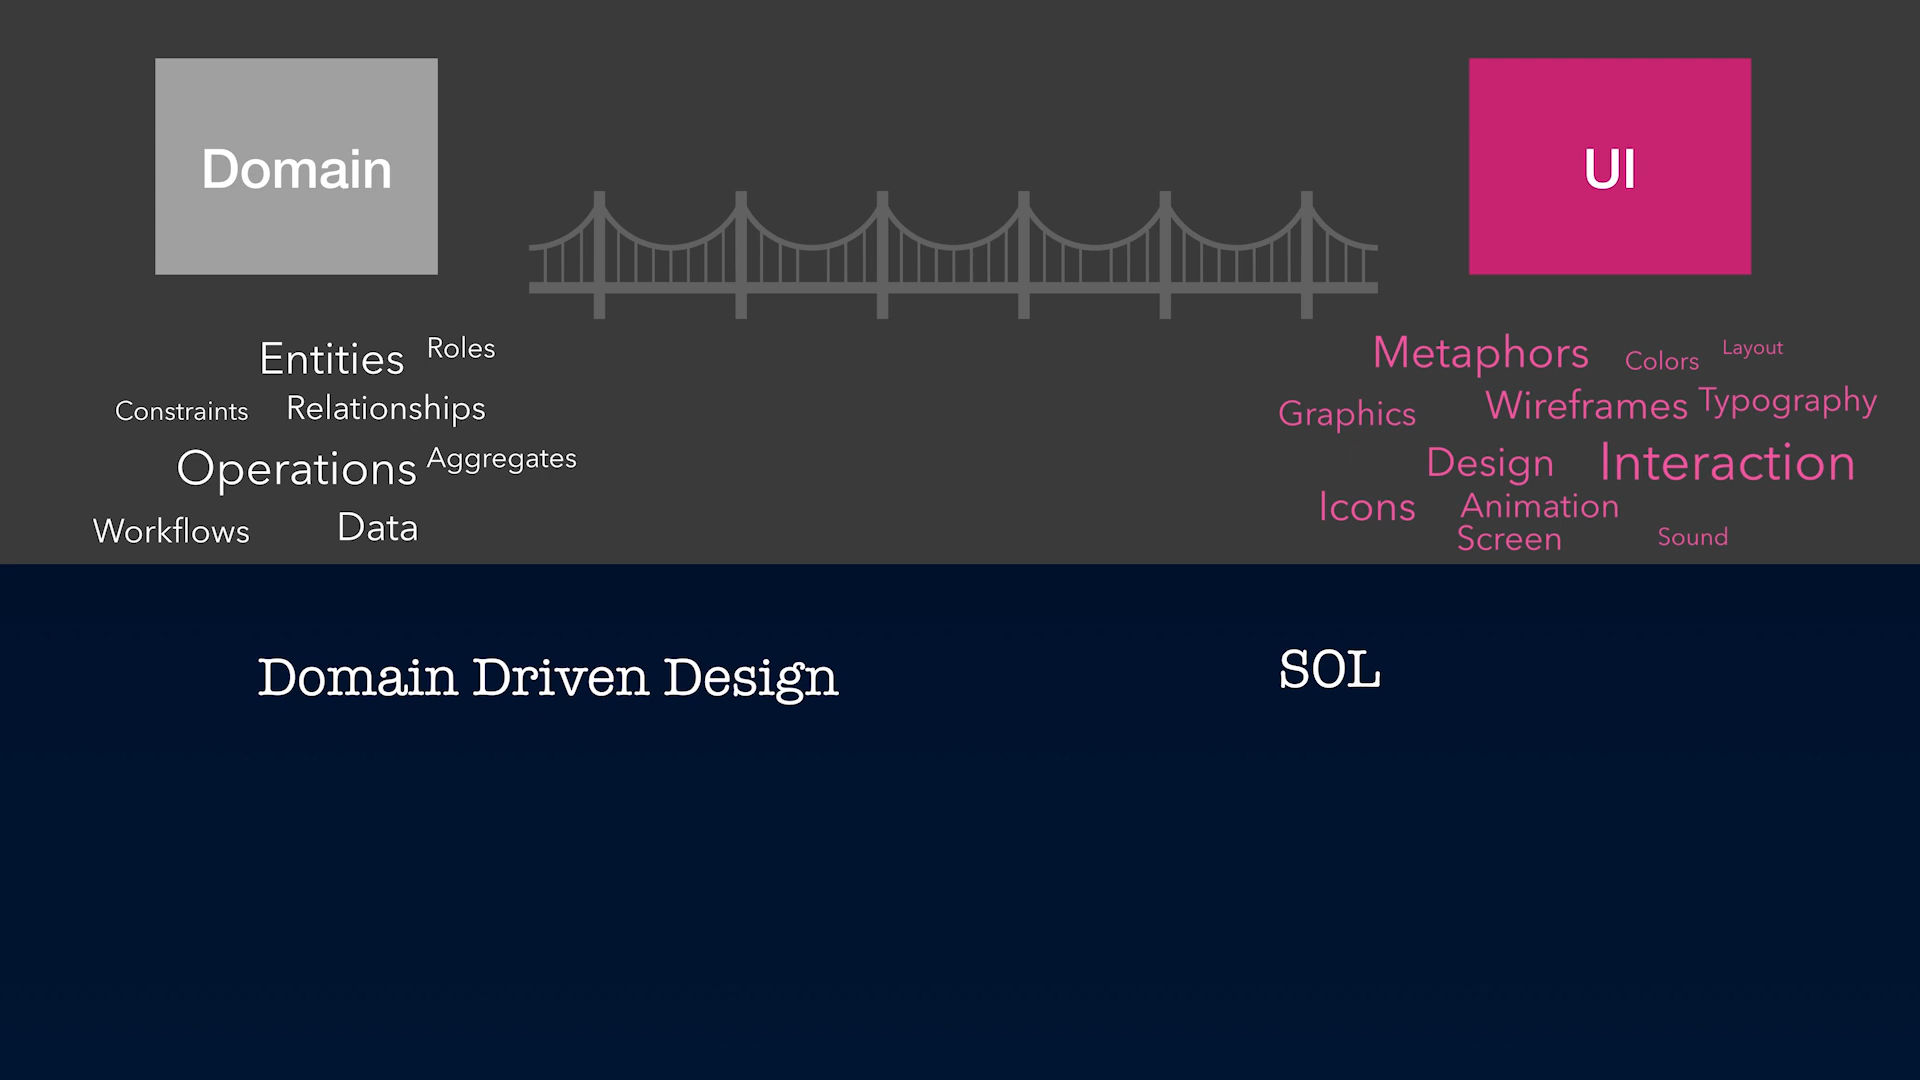 Domain
UI
Entities
Roles
Constraints
Relationships
Operations
Aggregates
Workflows
Data
Metaphors
Colors
Layout
Graphics
Wireframes
Typography
Design
Interaction
Icons
Animation
Screen
Sound
Domain Driven Design
SOL